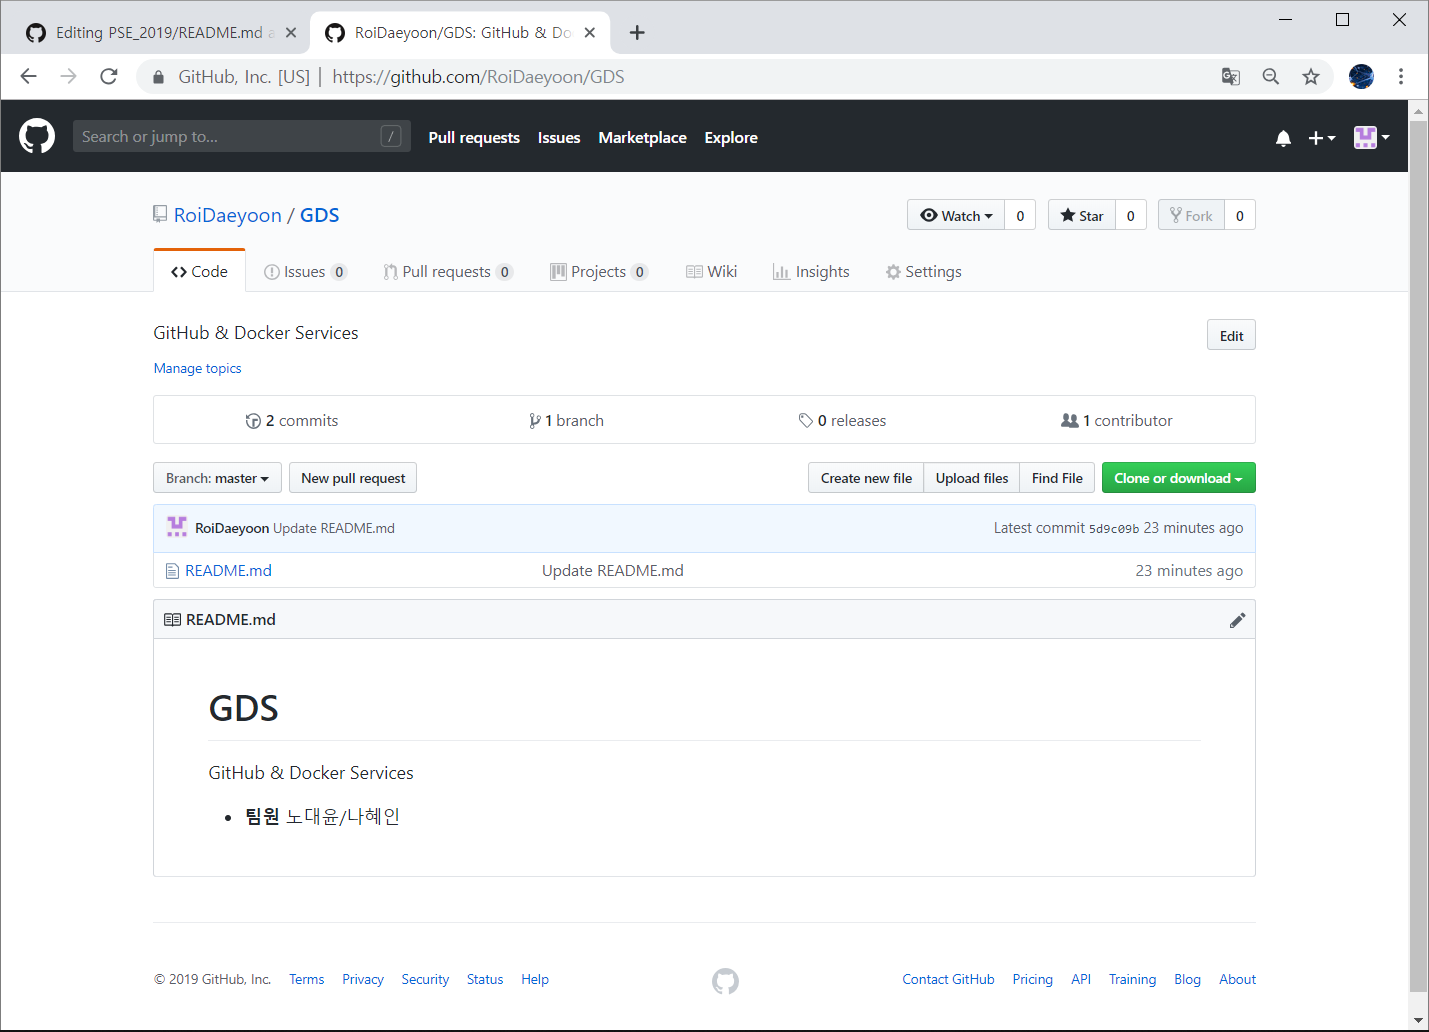 Editing PSE_2019/README.md a
RoiDaeyoon/GDS: GitHub & Do
GitHub, Inc. [US] | https://github.com/RoiDaeyoon/GDS
Search or jump to... /
Pull requests Issues Marketplace Explore
RoiDaeyoon / GDS
Watch 0 Star 0 Fork 0
Code Issues 0 Pull requests 0 Projects 0 Wiki Insights Settings
GitHub & Docker Services
Edit
Manage topics
2 commits 1 branch 0 releases 1 contributor
Branch: master New pull request Create new file Upload files Find File Clone or download
RoiDaeyoon Update README.md Latest commit 5d9c09b 23 minutes ago
README.md Update README.md 23 minutes ago
README.md
GDS
GitHub & Docker Services
• 팀원 노대윤/나혜인
© 2019 GitHub, Inc. Terms Privacy Security Status Help Contact GitHub Pricing API Training Blog About